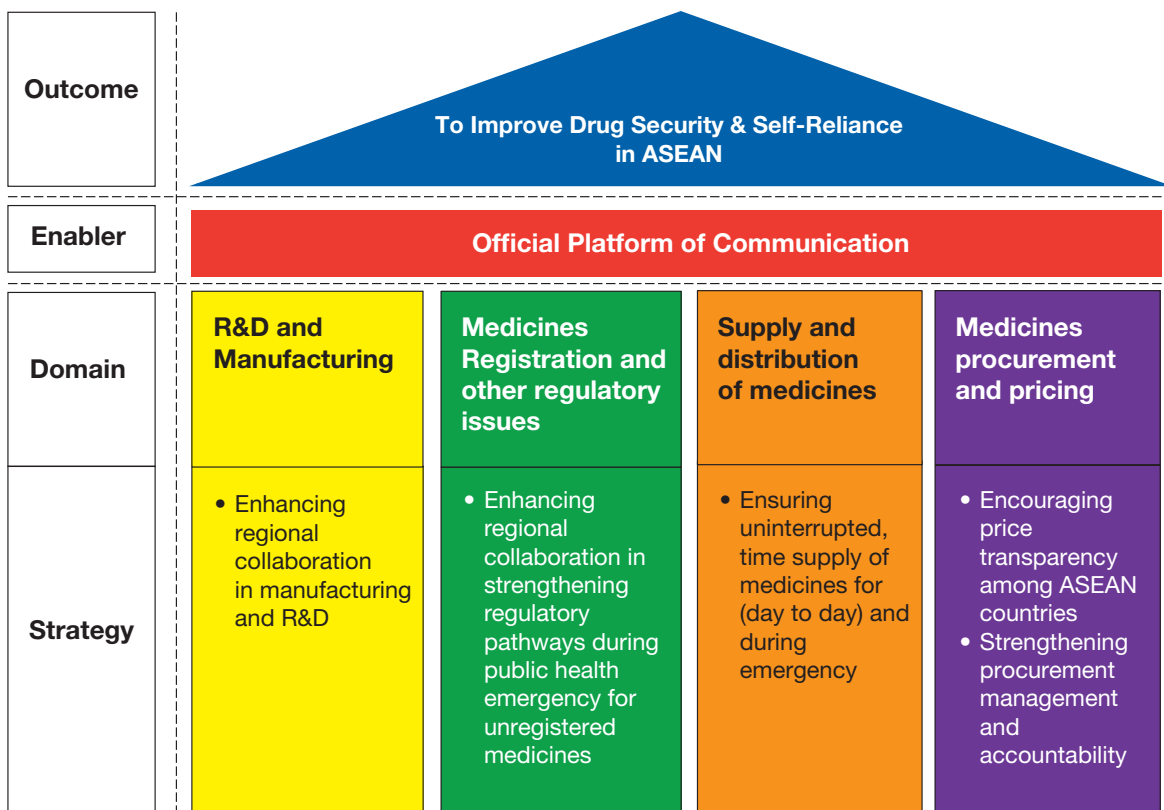 Outcome
To Improve Drug Security & Self-Reliance
in ASEAN
Enabler
Official Platform of Communication
Domain
R&D and
Manufacturing
Medicines
Registration and
other regulatory
issues
Supply and
distribution
of medicines
Medicines
procurement
and pricing
Strategy
• Enhancing
regional
collaboration
in manufacturing
and R&D
• Enhancing
regional
collaboration in
strengthening
regulatory
pathways during
public health
emergency for
unregistered
medicines
• Ensuring
uninterrupted,
time supply of
medicines for
(day to day) and
during
emergency
• Encouraging
price
transparency
among ASEAN
countries
• Strengthening
procurement
management
and
accountability